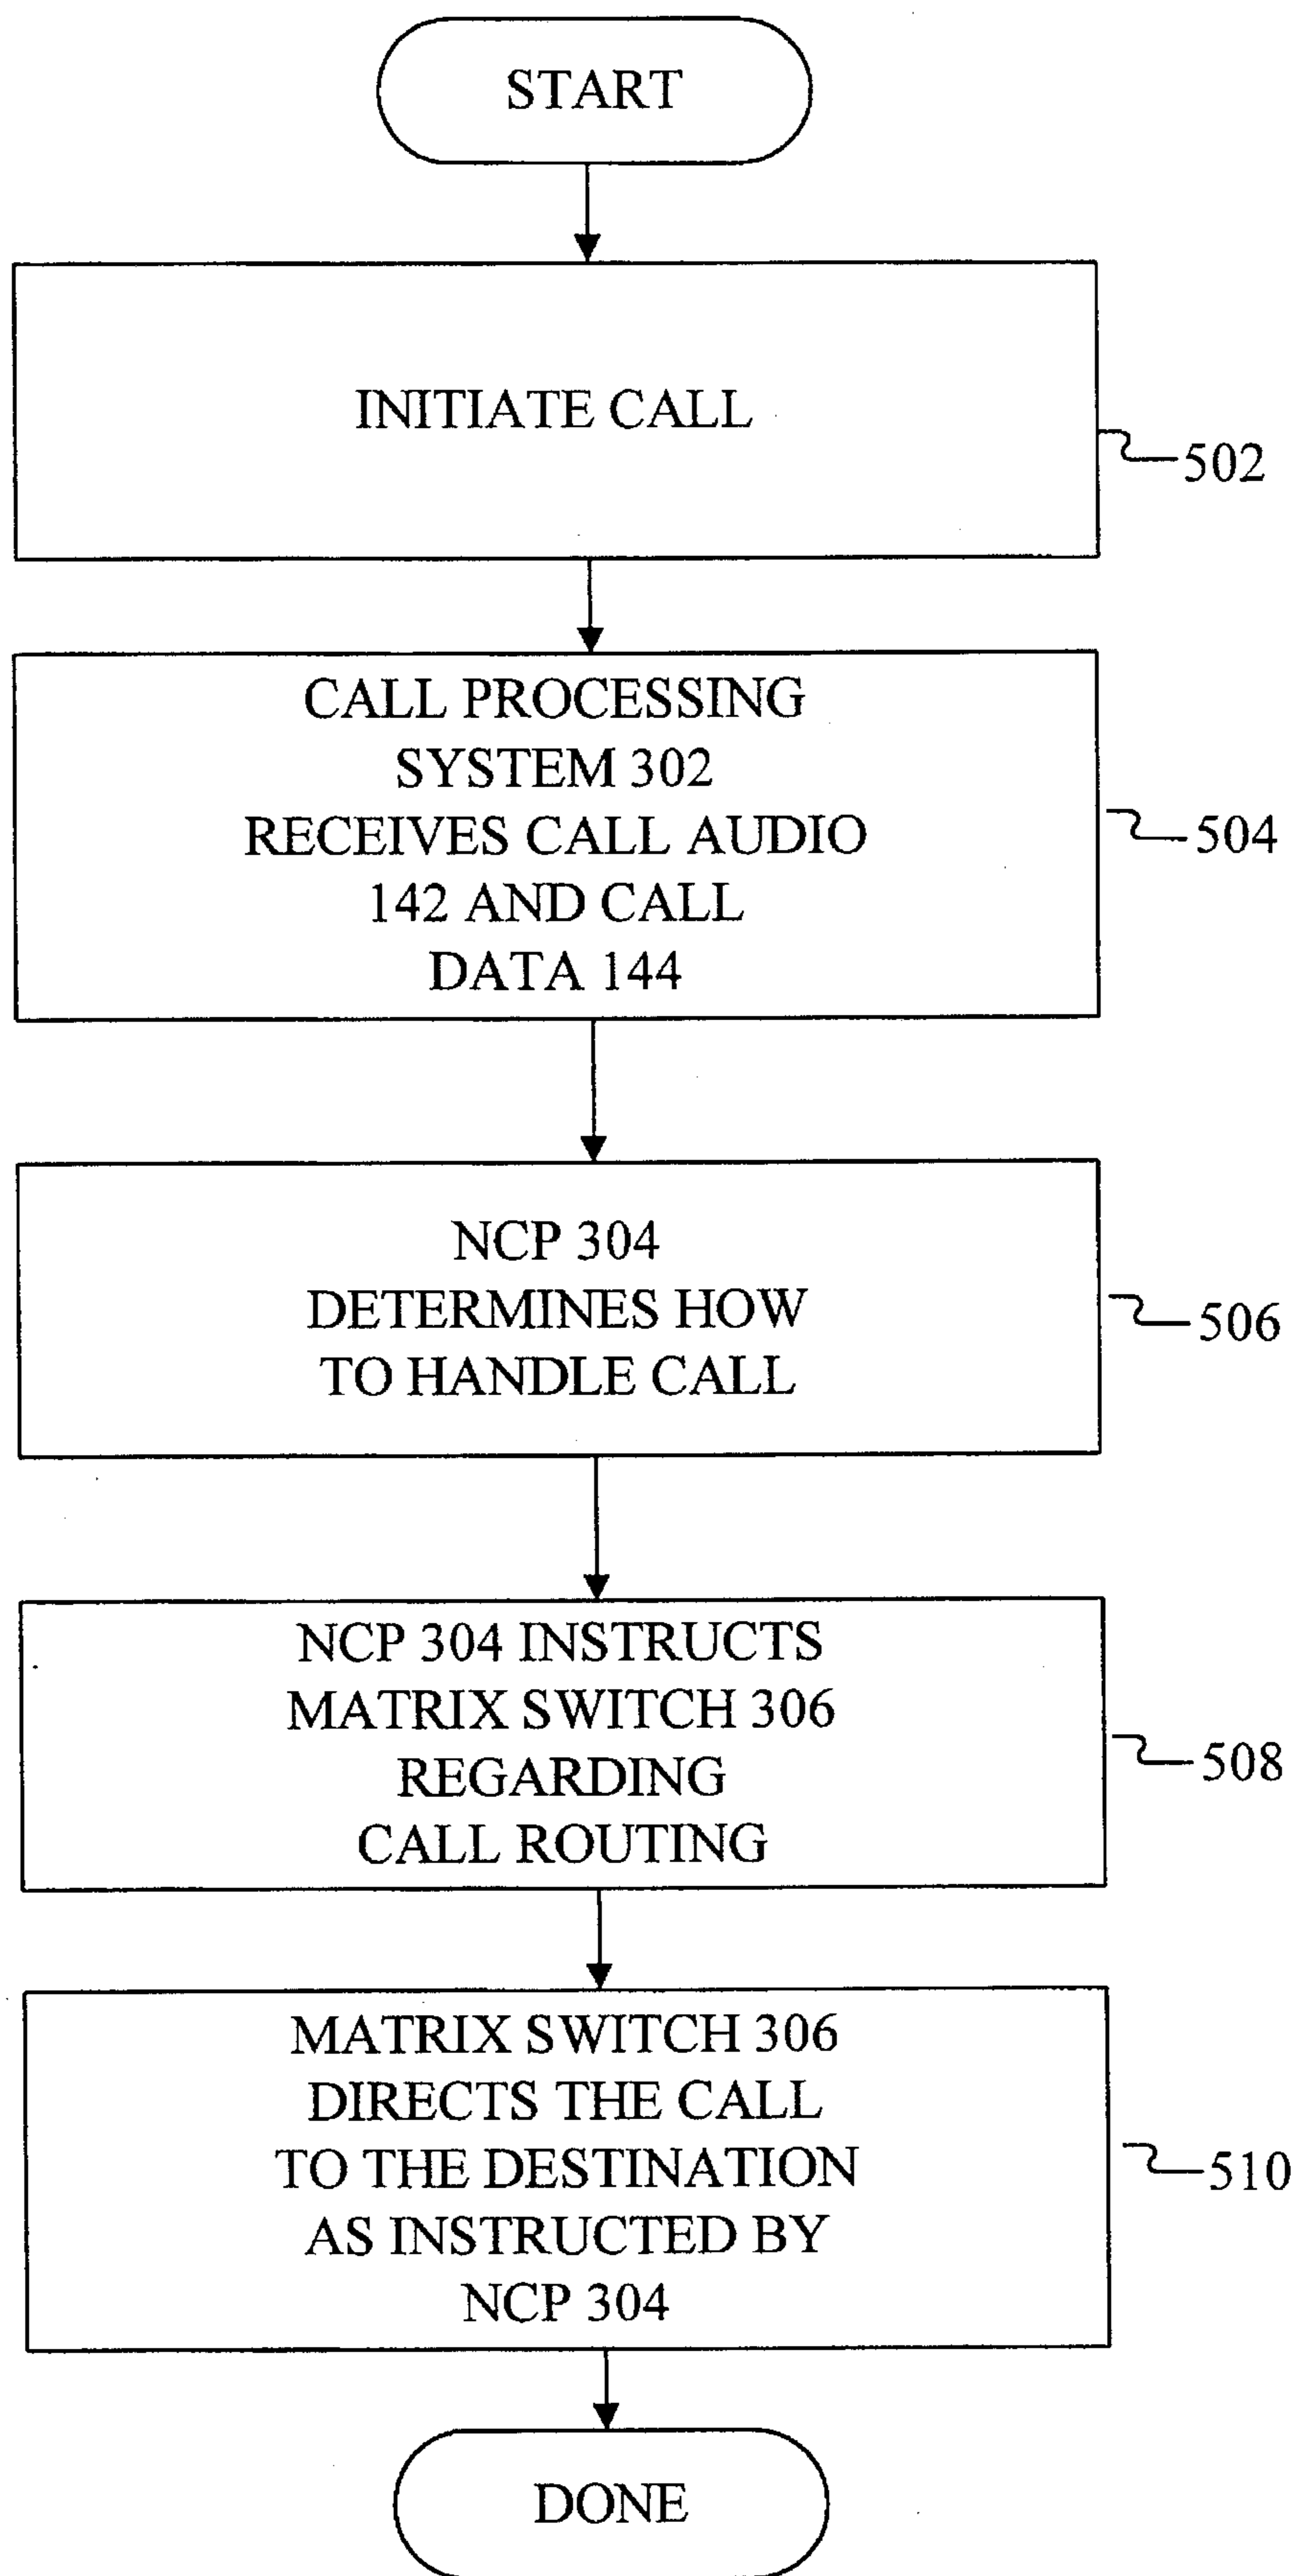 START
INITIATE CALL
502
CALL PROCESSING
SYSTEM 302
RECEIVES CALL AUDIO
142 AND CALL
DATA 144
504
NCP 304
DETERMINES HOW
TO HANDLE CALL
506
NCP 304 INSTRUCTS
MATRIX SWITCH 306
REGARDING
CALL ROUTING
508
MATRIX SWITCH 306
DIRECTS THE CALL
TO THE DESTINATION
AS INSTRUCTED BY
NCP 304
510
DONE